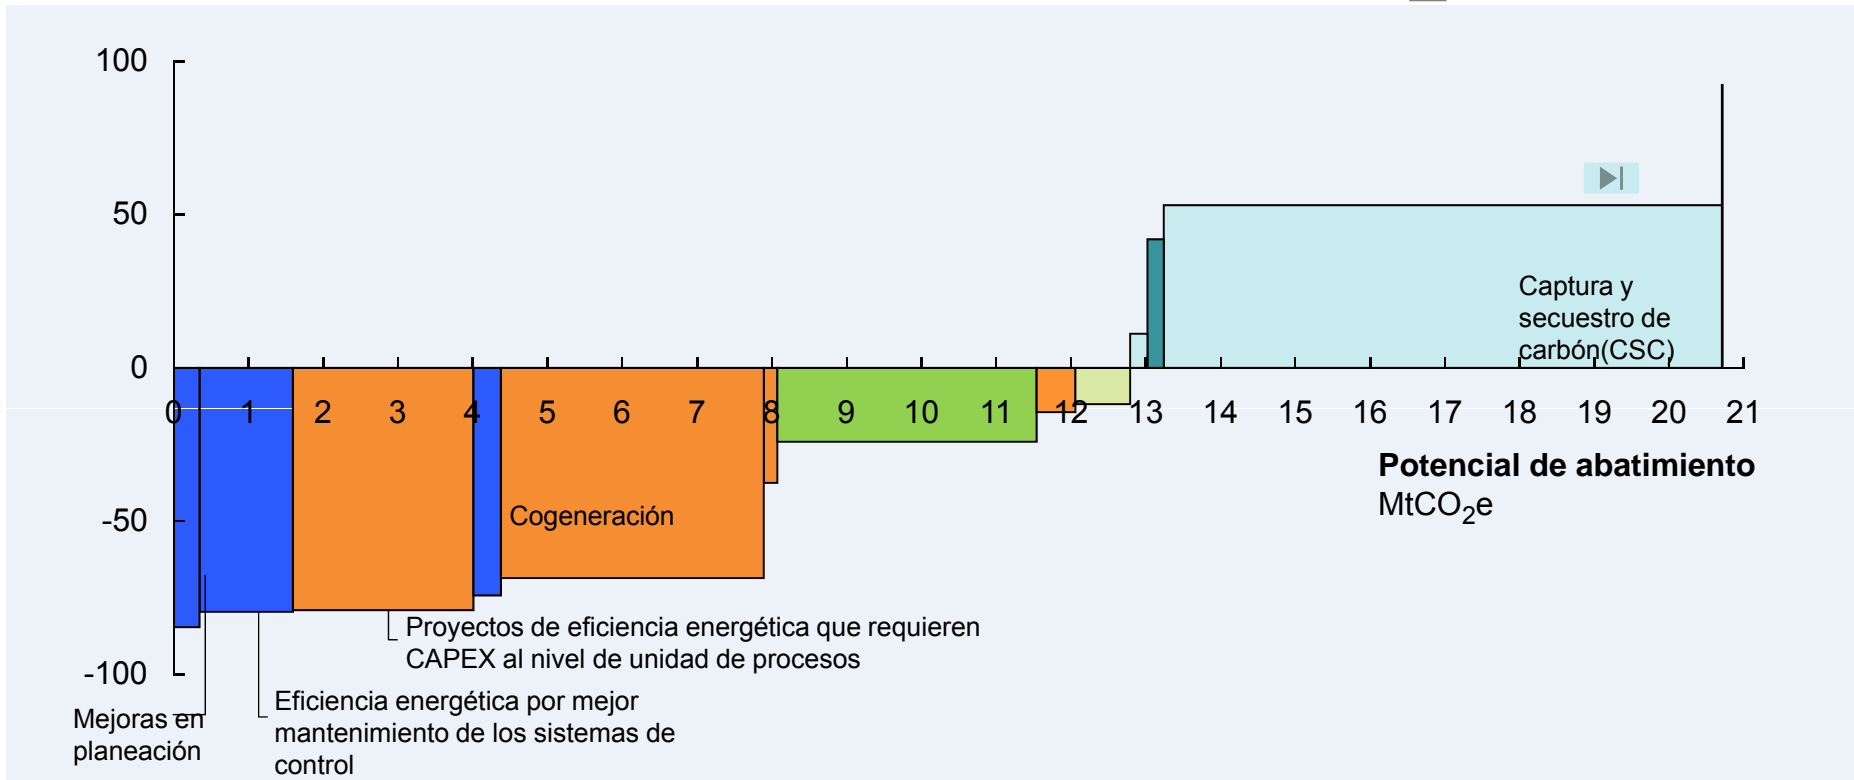 100
50
0
0 1 2 3 4 5 6 7 8 9 10 11 12 13 14 15 16 17 18 19 20 21
-50
-100
Captura y
secuestro de
carbón(CSC)
Potencial de abatimiento
MtCO₂e
Cogeneración
Proyectos de eficiencia energética que requieren
CAPEX al nivel de unidad de procesos
Eficiencia energética por mejor
mantenimiento de los sistemas de
control
Mejoras en
planeación